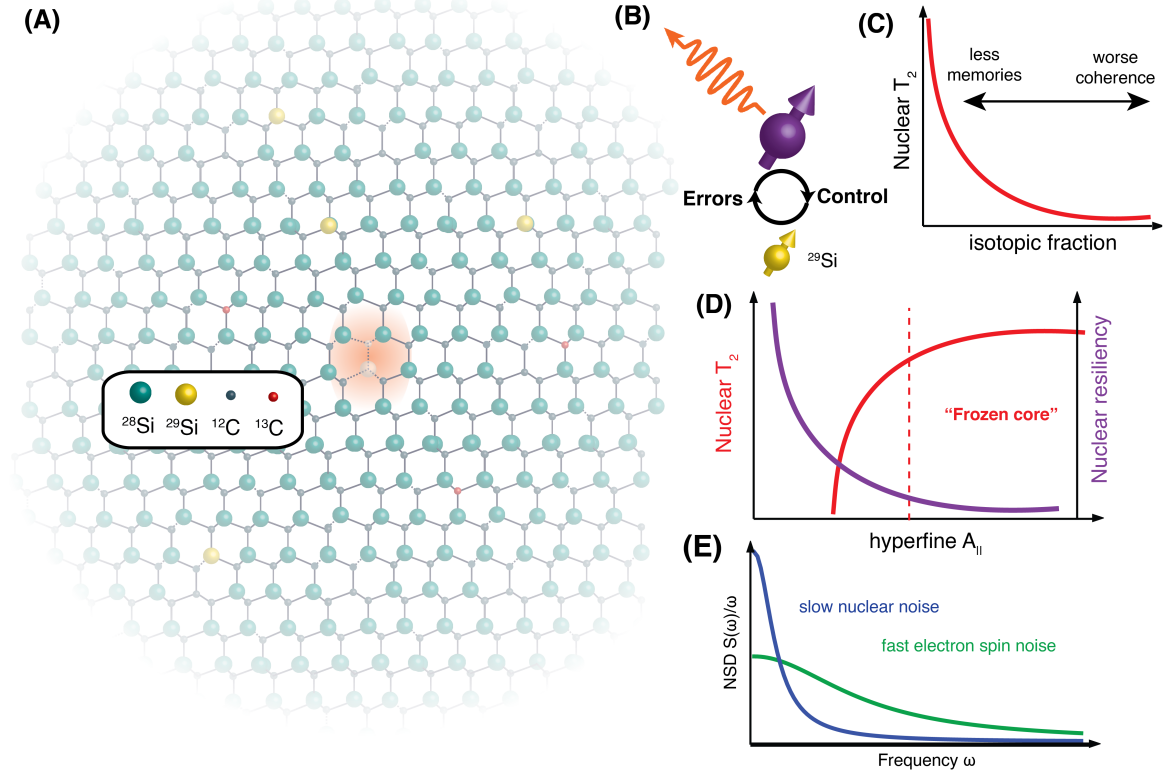 (A)
²⁸Si
²⁹Si
¹²C
¹³C
(B)
Errors
Control
²⁹Si
(C)
Nuclear T₂
less
memories
worse
coherence
isotopic fraction
(D)
Nuclear T₂
"Frozen core"
Nuclear resiliency
hyperfine A||
(E)
NSD S(ω)/ω
slow nuclear noise
fast electron spin noise
Frequency ω